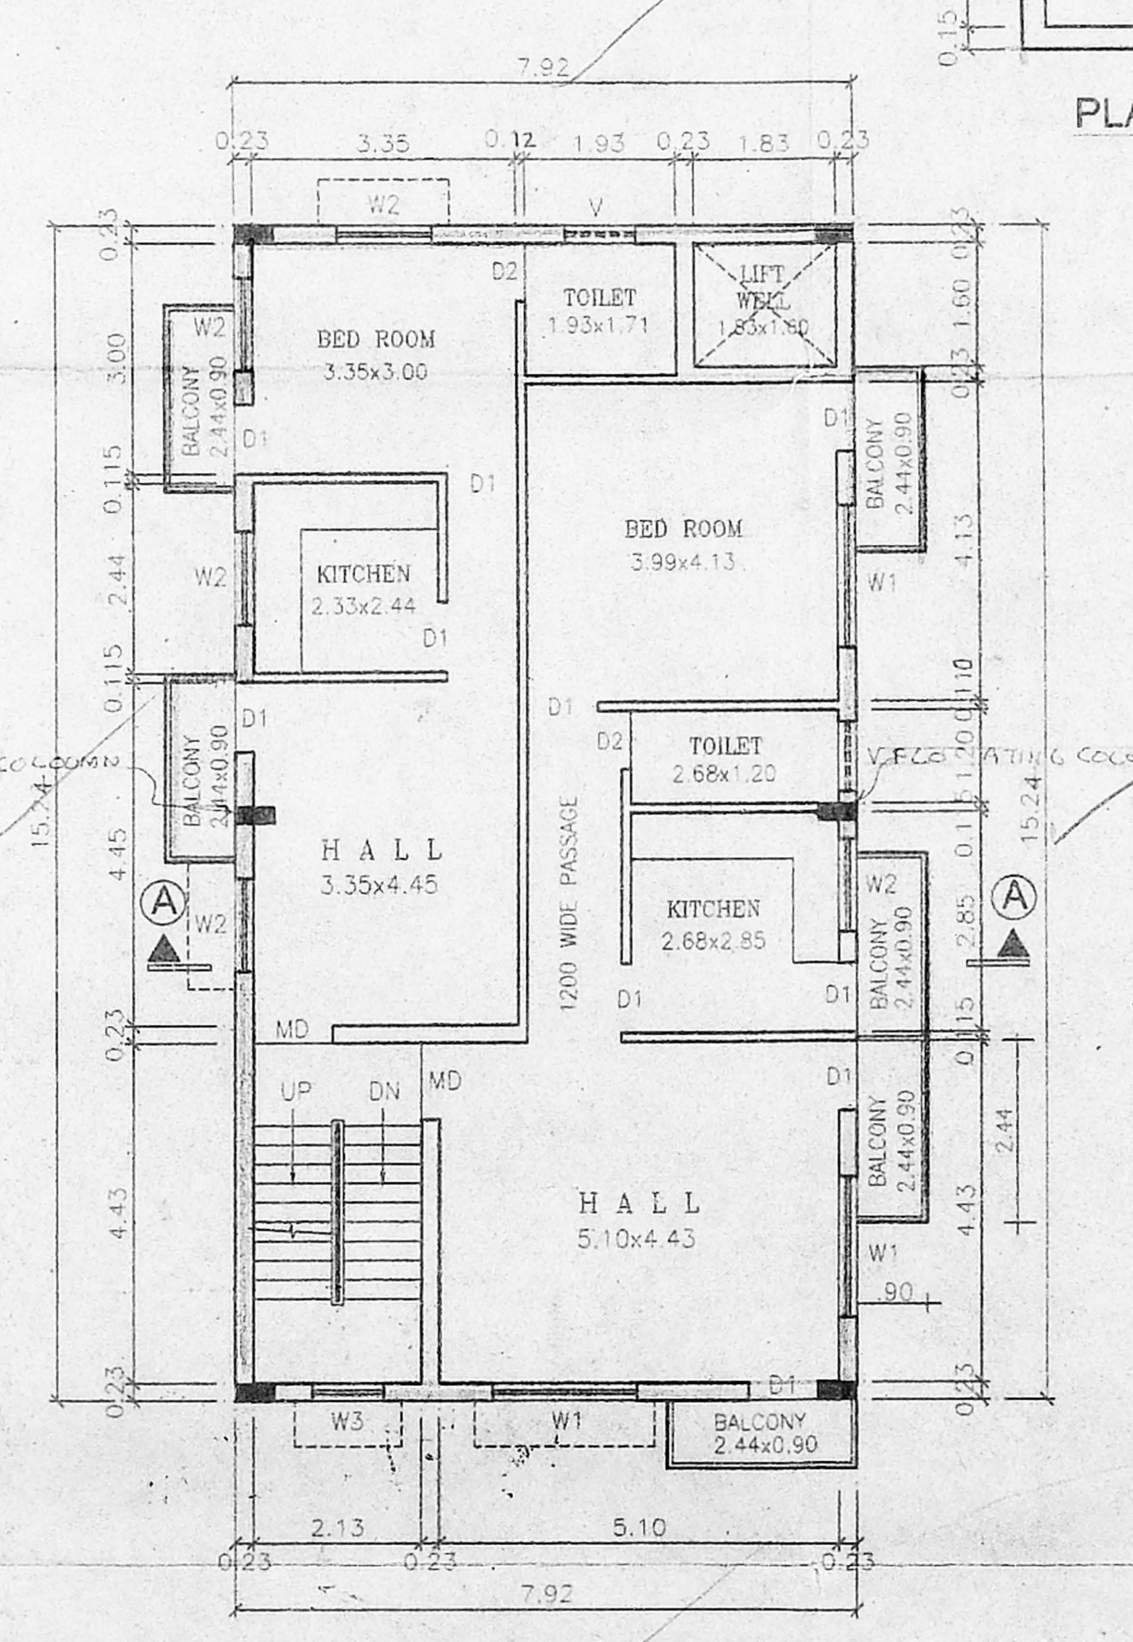 0.15
PLA
7.92
0.23 3.35 0.12 1.93 0.23 1.83 0.23
W2
V
0.23
0.23
D2
TOILET
1.93x1.71
LIFT
WELL
1.83x1.60
1.60
W2
BED ROOM
3.35x3.00
3.00
BALCONY
2.44x0.90
0.23
D1
D1
BALCONY
2.44x0.90
0.115
D1
BED ROOM
3.99x4.13
4.13
W2
KITCHEN
2.33x2.44
2.44
W1
D1
0.115
0.110
D1
D1
D2
TOILET
2.68x1.20
1.20
BALCONY
2.44x0.90
V FLOATING
15.24
15.24
HALL
3.35x4.45
4.45
1200 WIDE PASSAGE
A
W2
W2
A
KITCHEN
2.68x2.85
2.85
BALCONY
2.44x0.90
D1
D1
0.23
MD
0.115
UP
DN
MD
D1
2.44
BALCONY
2.44x0.90
4.43
HALL
5.10x4.43
4.43
W1
.90
0.23
D1
0.23
W3
W1
BALCONY
2.44x0.90
2.13
5.10
0.23
0.23
0.23
7.92